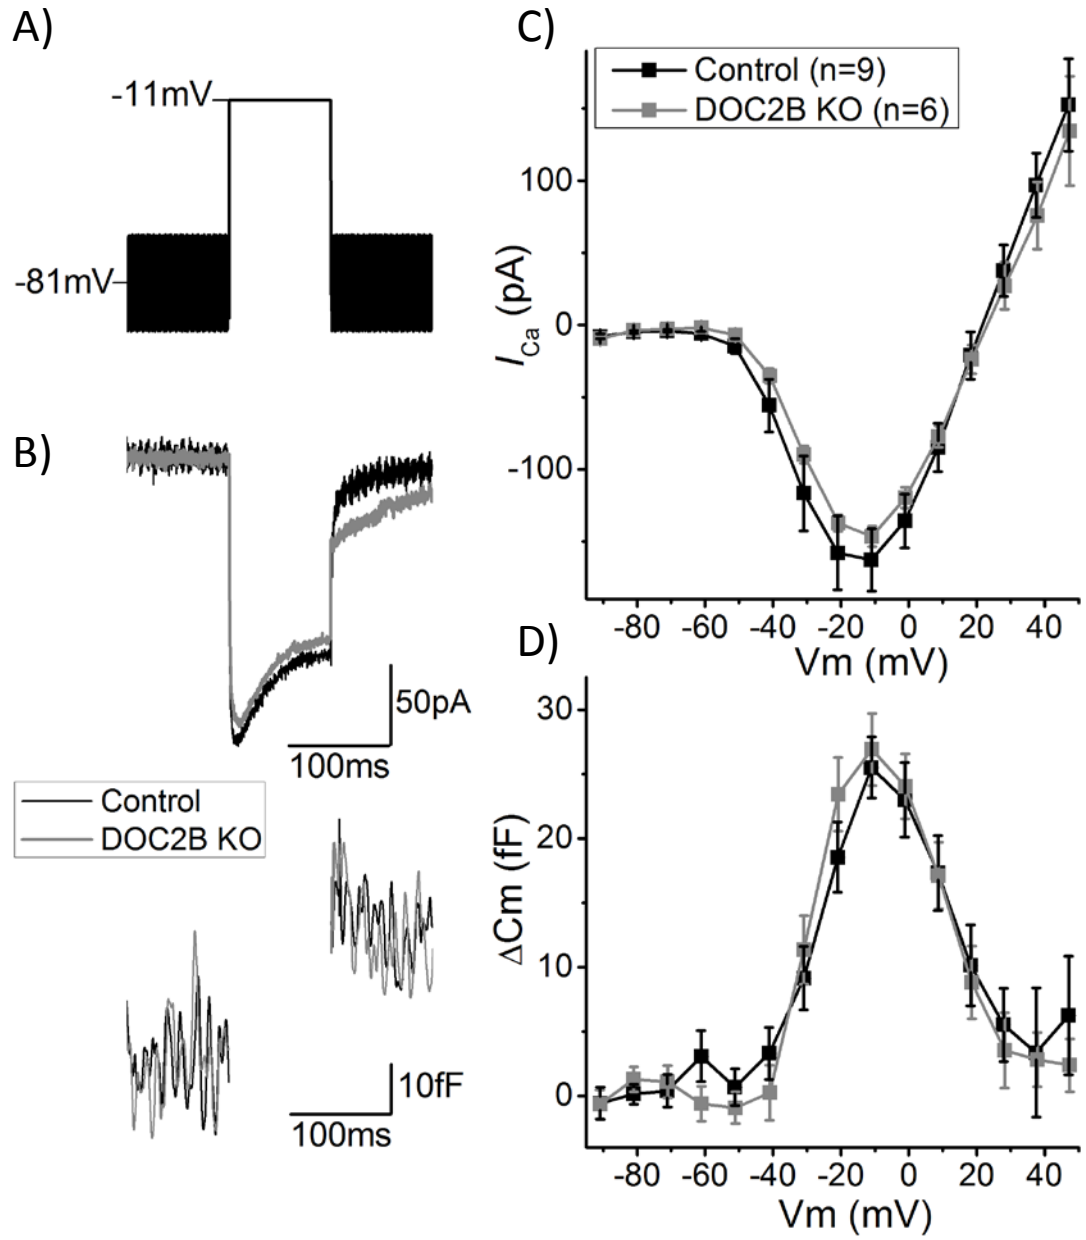 A)
-11mV
-81mV
B)
50pA
100ms
Control
DOC2B KO
10fF
100ms
C)
Control (n=9)
DOC2B KO (n=6)
100
0
-100
I_Ca (pA)
-80 -60 -40 -20 0 20 40
Vm (mV)
D)
30
20
10
0
ΔCm (fF)
-80 -60 -40 -20 0 20 40
Vm (mV)